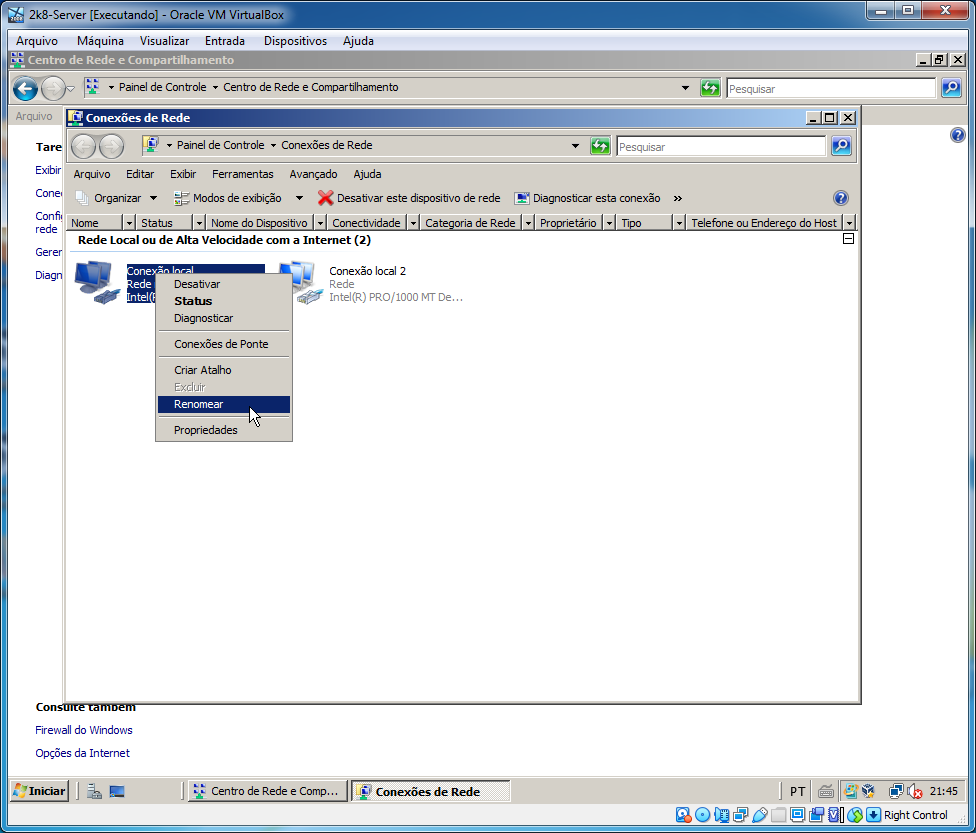 2k8-Server [Executando] - Oracle VM VirtualBox
Arquivo Máquina Visualizar Entrada Dispositivos Ajuda
Centro de Rede e Compartilhamento
Painel de Controle Centro de Rede e Compartilhamento Pesquisar
Arquivo
Conexões de Rede
Painel de Controle Conexões de Rede Pesquisar
Arquivo Editar Exibir Ferramentas Avançado Ajuda
Organizar Modos de exibição Desativar este dispositivo de rede Diagnosticar esta conexão »
Nome Status Nome do Dispositivo Conectividade Categoria de Rede Proprietário Tipo Telefone ou Endereço do Host
Rede Local ou de Alta Velocidade com a Internet (2)
Tare
Exibir
Cone
Confi
rede
Geren
Diagn
Conexão local
Rede
Intel(R
Conexão local 2
Rede
Intel(R) PRO/1000 MT De...
Desativar
Status
Diagnosticar
Conexões de Ponte
Criar Atalho
Excluir
Renomear
Propriedades
Consulte também
Firewall do Windows
Opções da Internet
Iniciar Centro de Rede e Comp... Conexões de Rede PT 21:45
Right Control